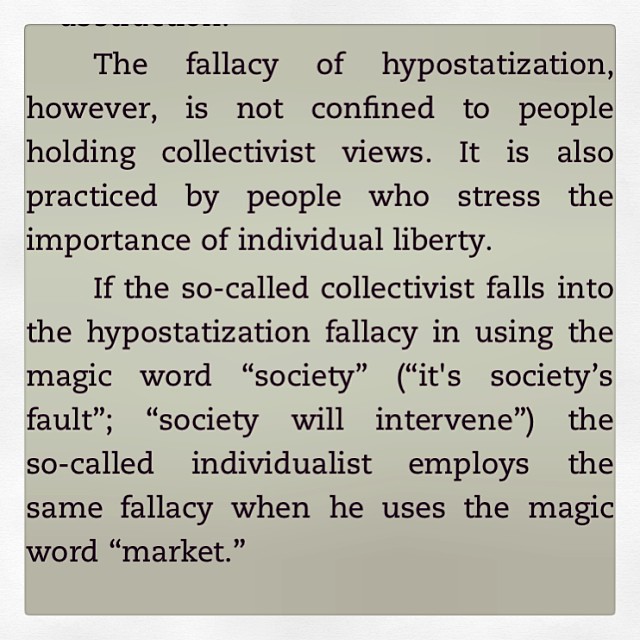 The fallacy of hypostatization,
however, is not confined to people
holding collectivist views. It is also
practiced by people who stress the
importance of individual liberty.
If the so-called collectivist falls into
the hypostatization fallacy in using the
magic word “society” (“it's society’s
fault”; “society will intervene”) the
so-called individualist employs the
same fallacy when he uses the magic
word “market.”